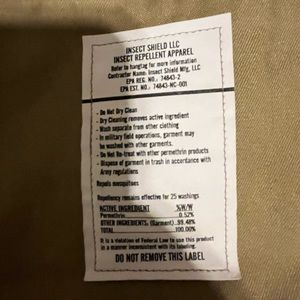 INSECT SHIELD LLC
INSECT REPELLENT APPAREL
Refer to hangtag for more information
Contractor Name: Insect Shield Mfg, LLC
EPA REG. NO.: 74843-2
EPA EST. NO.: 74843-NC-001
- Do Not Dry Clean
- Dry Cleaning removes active ingredient
- Wash separate from other clothing
- In military field operations, garment may
be washed with other garments.
- Do Not Re-treat with other permethrin products
- Dispose of garment in trash in accordance with
Army regulations
Repels mosquitoes
Repellency remains effective for 25 washings
ACTIVE INGREDIENT %W/W
Permethrin 0.52%
OTHER INGREDIENTS: (Garment) 99.48%
TOTAL 100.00%
It is a violation of Federal Law to use this product
in a manner inconsistent with its labeling.
DO NOT REMOVE THIS LABEL